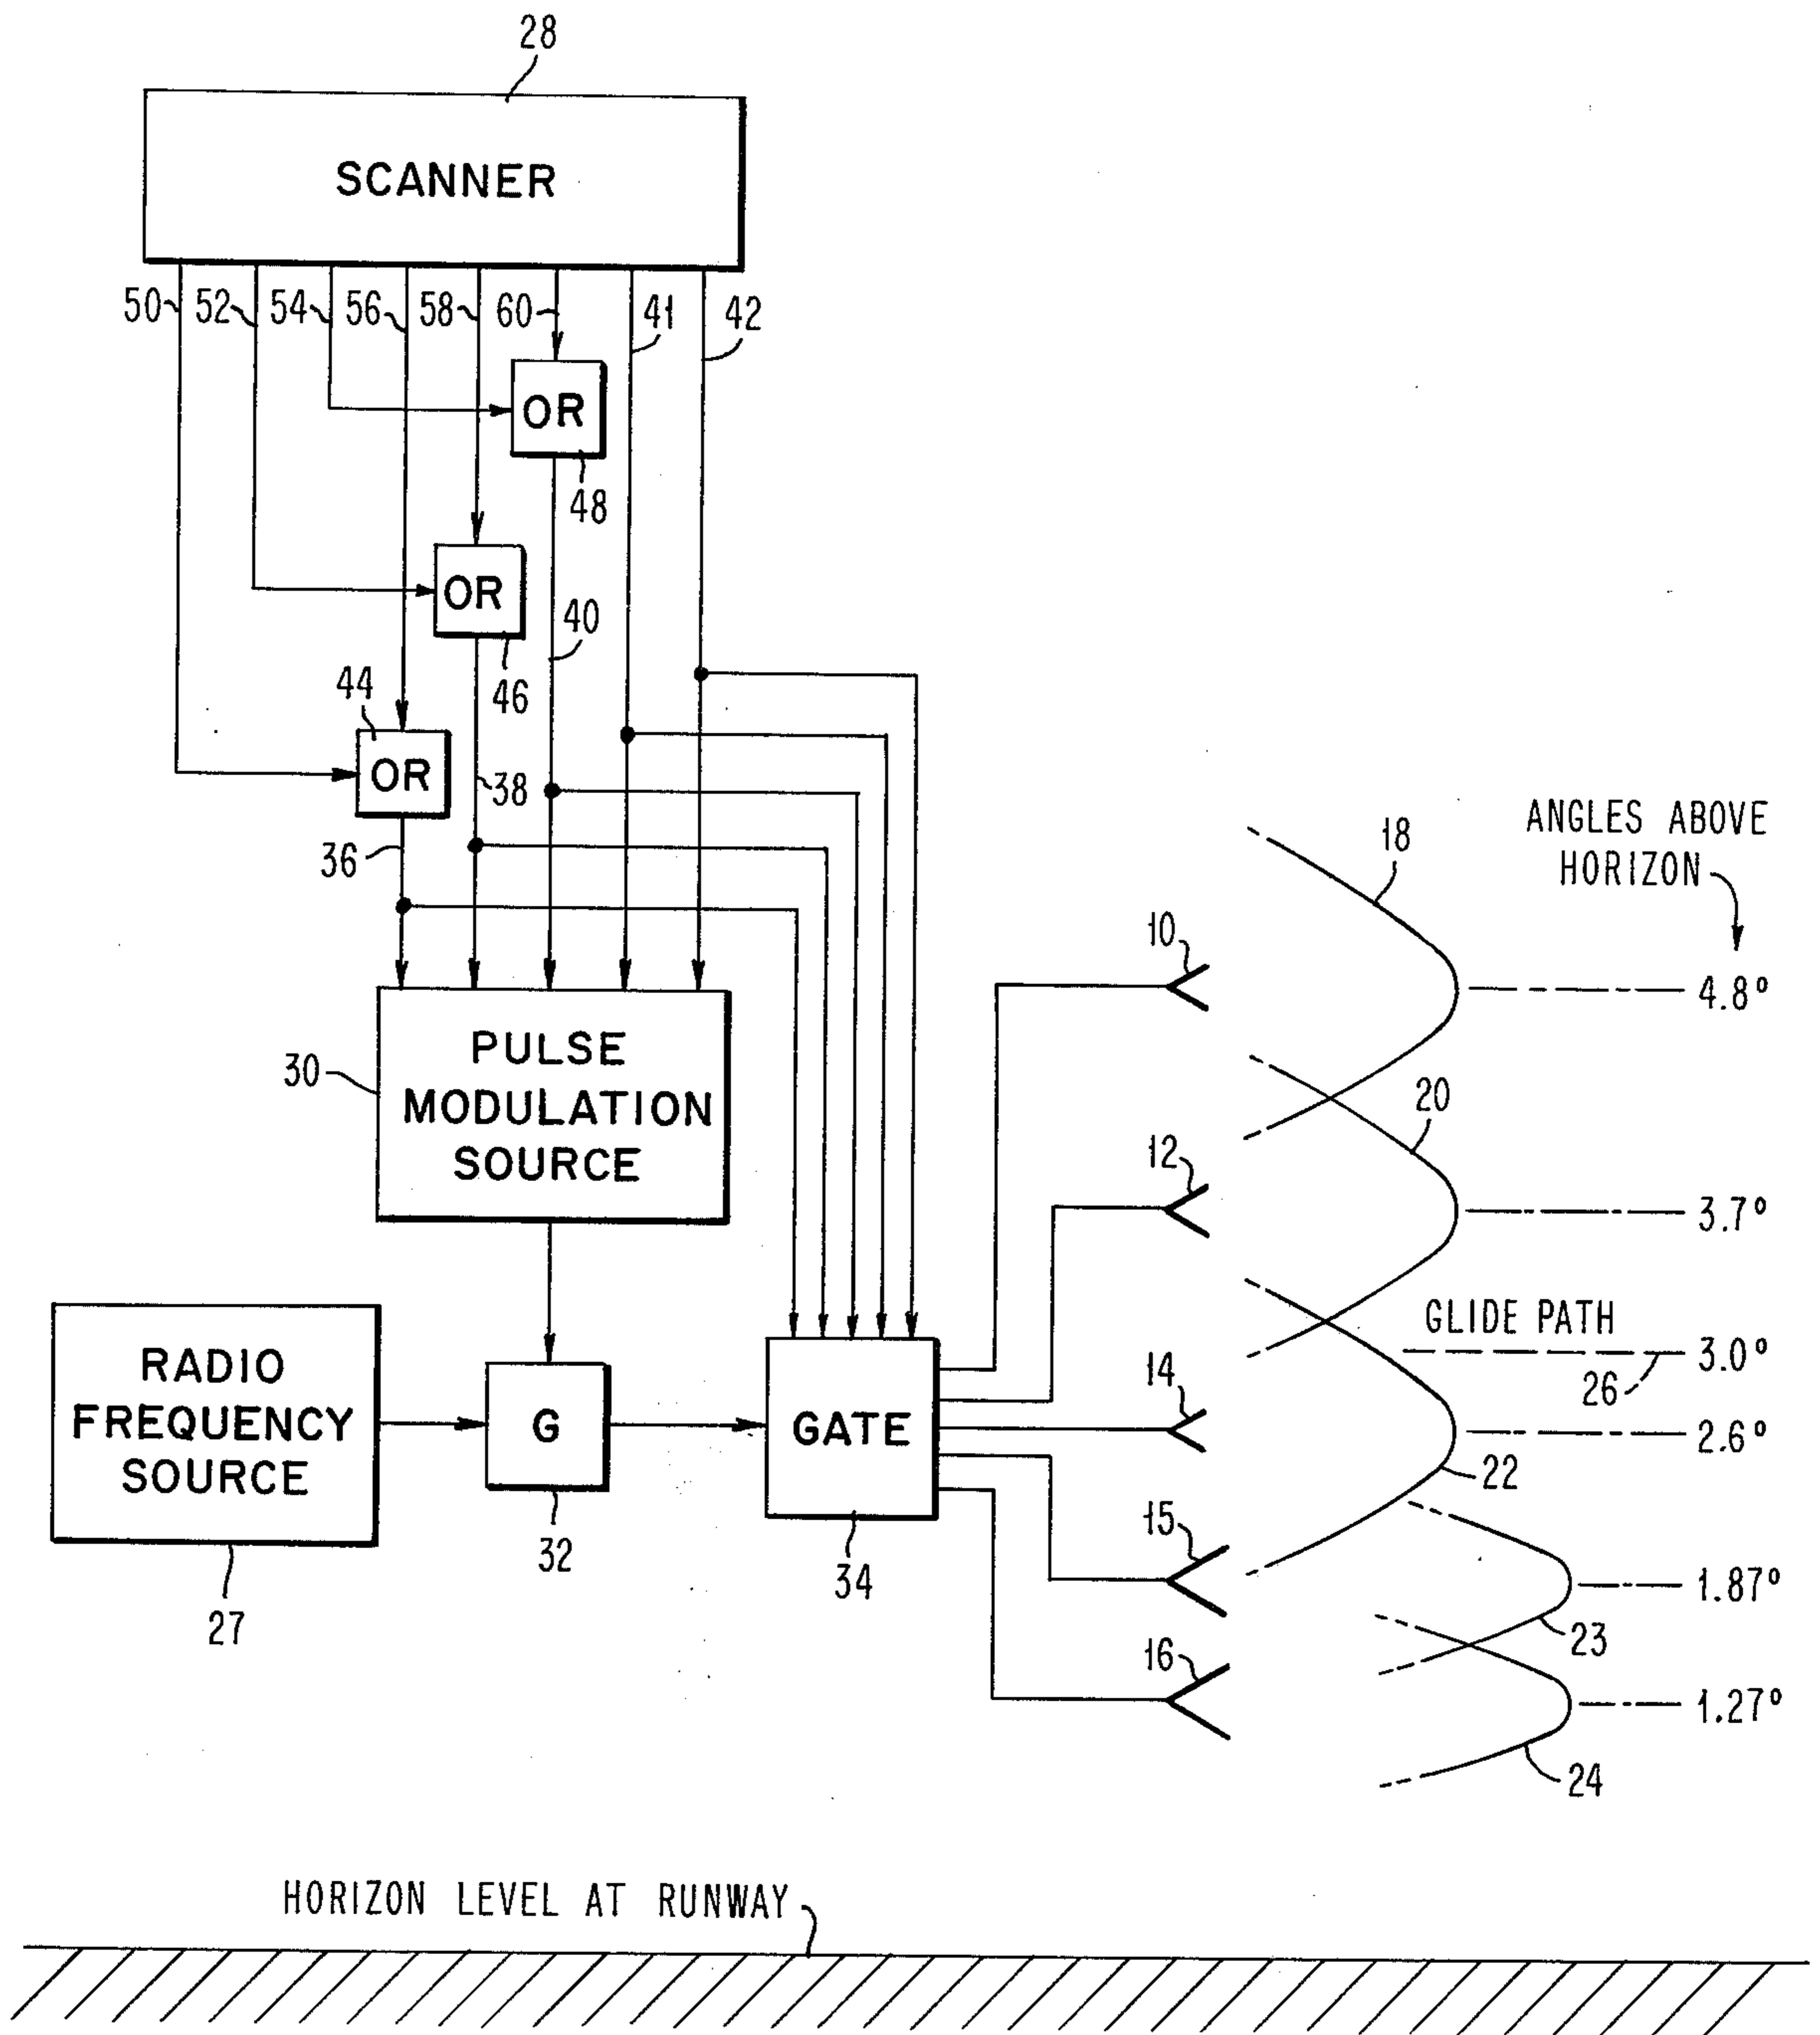 28
SCANNER
50
52
54
56
58
60
41
42
OR
48
OR
46
40
44
OR
38
36
ANGLES ABOVE
HORIZON
18
10
4.8°
30
PULSE
MODULATION
SOURCE
20
12
3.7°
GLIDE PATH
3.0°
26
RADIO
FREQUENCY
SOURCE
27
G
32
GATE
34
14
2.6°
22
15
1.87°
23
16
1.27°
24
HORIZON LEVEL AT RUNWAY